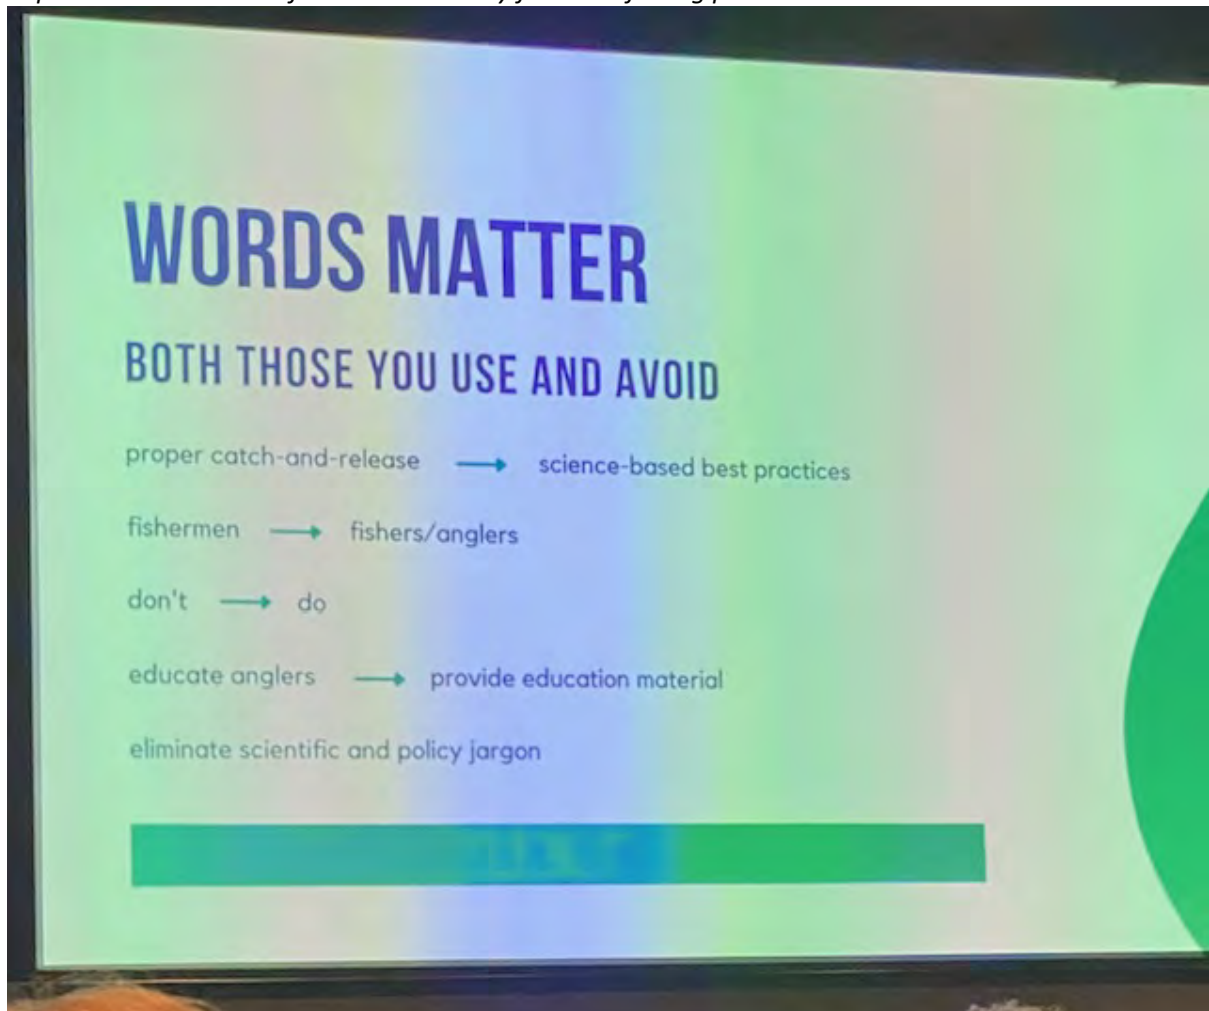 WORDS MATTER
BOTH THOSE YOU USE AND AVOID
proper catch-and-release → science-based best practices
fishermen → fishers/anglers
don't → do
educate anglers → provide education material
eliminate scientific and policy jargon